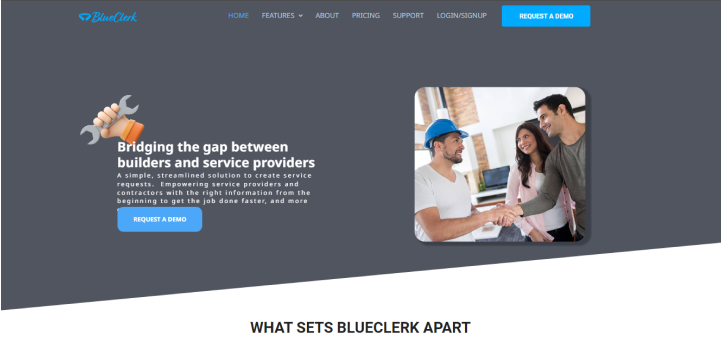 BlueClerk
HOME FEATURES ABOUT PRICING SUPPORT LOGIN/SIGNUP REQUEST A DEMO
Bridging the gap between
builders and service providers
A simple, streamlined solution to create service
requests. Empowering service providers and
contractors with the right information from the
beginning to get the job done faster, and more
REQUEST A DEMO
WHAT SETS BLUECLERK APART